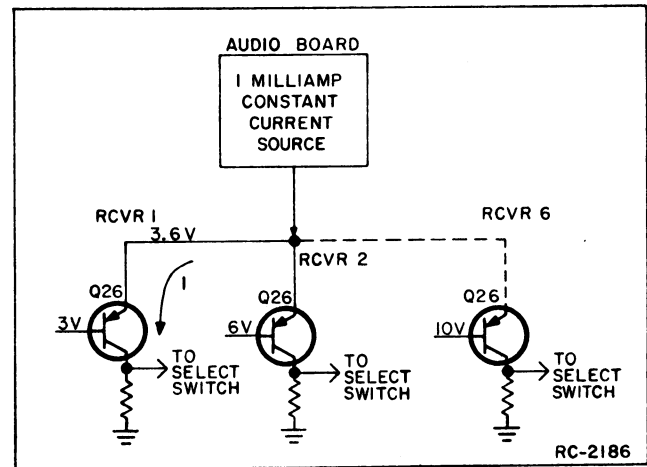 AUDIO BOARD
1 MILLIAMP
CONSTANT
CURRENT
SOURCE
RCVR 1
3.6V
RCVR 2
RCVR 6
I
Q26
3V
TO
SELECT
SWITCH
Q26
6V
TO
SELECT
SWITCH
Q26
10V
TO
SELECT
SWITCH
RC-2186